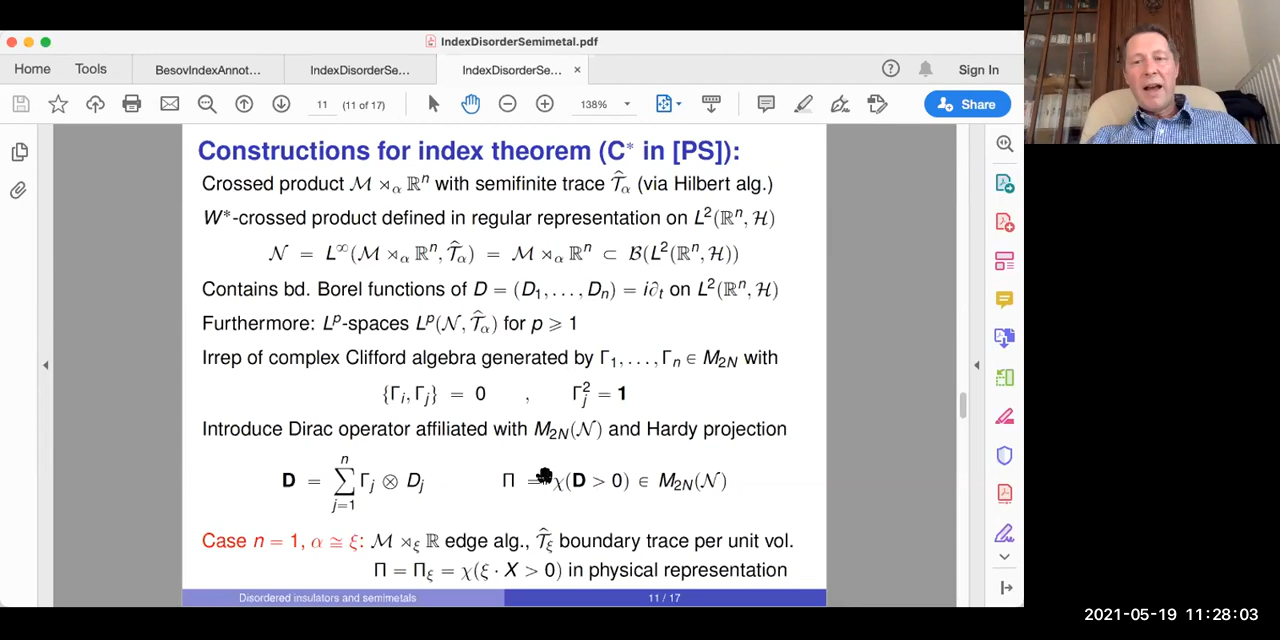 IndexDisorderSemimetal.pdf
Home Tools BesovIndexAnnot... IndexDisorderSe... IndexDisorderSe... × Sign In
11 (11 of 17) 138% Share
Constructions for index theorem (C* in [PS]):
Crossed product ℳ ⋊α ℝⁿ with semifinite trace 𝒯̂α (via Hilbert alg.)
W*-crossed product defined in regular representation on L²(ℝⁿ, ℋ)
𝒩 = L^∞(ℳ ⋊α ℝⁿ, 𝒯̂α) = ℳ ⋊α ℝⁿ ⊂ ℬ(L²(ℝⁿ, ℋ))
Contains bd. Borel functions of D = (D₁, . . . , Dₙ) = i∂ₜ on L²(ℝⁿ, ℋ)
Furthermore: Lᵖ-spaces Lᵖ(𝒩, 𝒯̂α) for p ⩾ 1
Irrep of complex Clifford algebra generated by Γ₁, . . . , Γₙ ∈ M₂N with
{Γᵢ, Γⱼ} = 0 , Γⱼ² = 1
Introduce Dirac operator affiliated with M₂N(𝒩) and Hardy projection
D = ∑ⱼ₌₁ⁿ Γⱼ ⊗ Dⱼ Π = χ(D > 0) ∈ M₂N(𝒩)
Case n = 1, α ≅ ξ: ℳ ⋊ξ ℝ edge alg., 𝒯̂ξ boundary trace per unit vol.
Π = Πξ = χ(ξ · X > 0) in physical representation
Disordered insulators and semimetals 11 / 17
2021-05-19 11:28:03